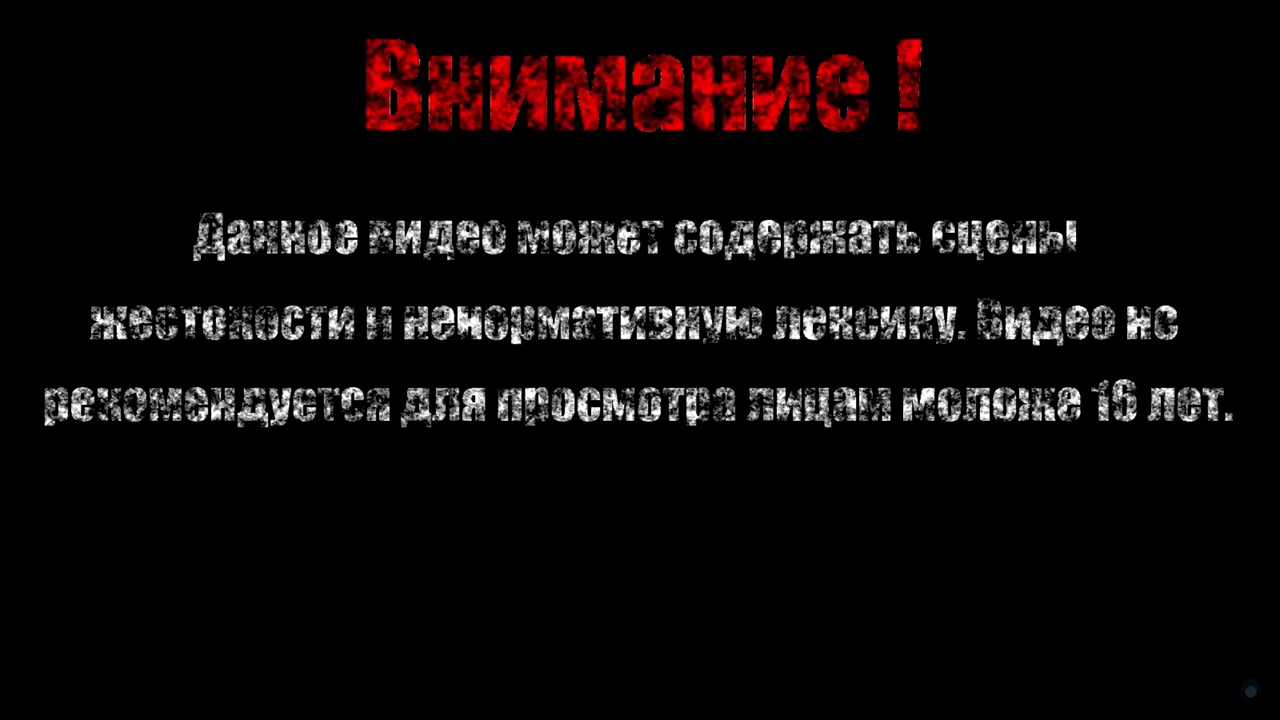 Внимание !
Данное видео может содержать сцены
жестокости и ненормативную лексику. Видео не
рекомендуется для просмотра лицам моложе 16 лет.